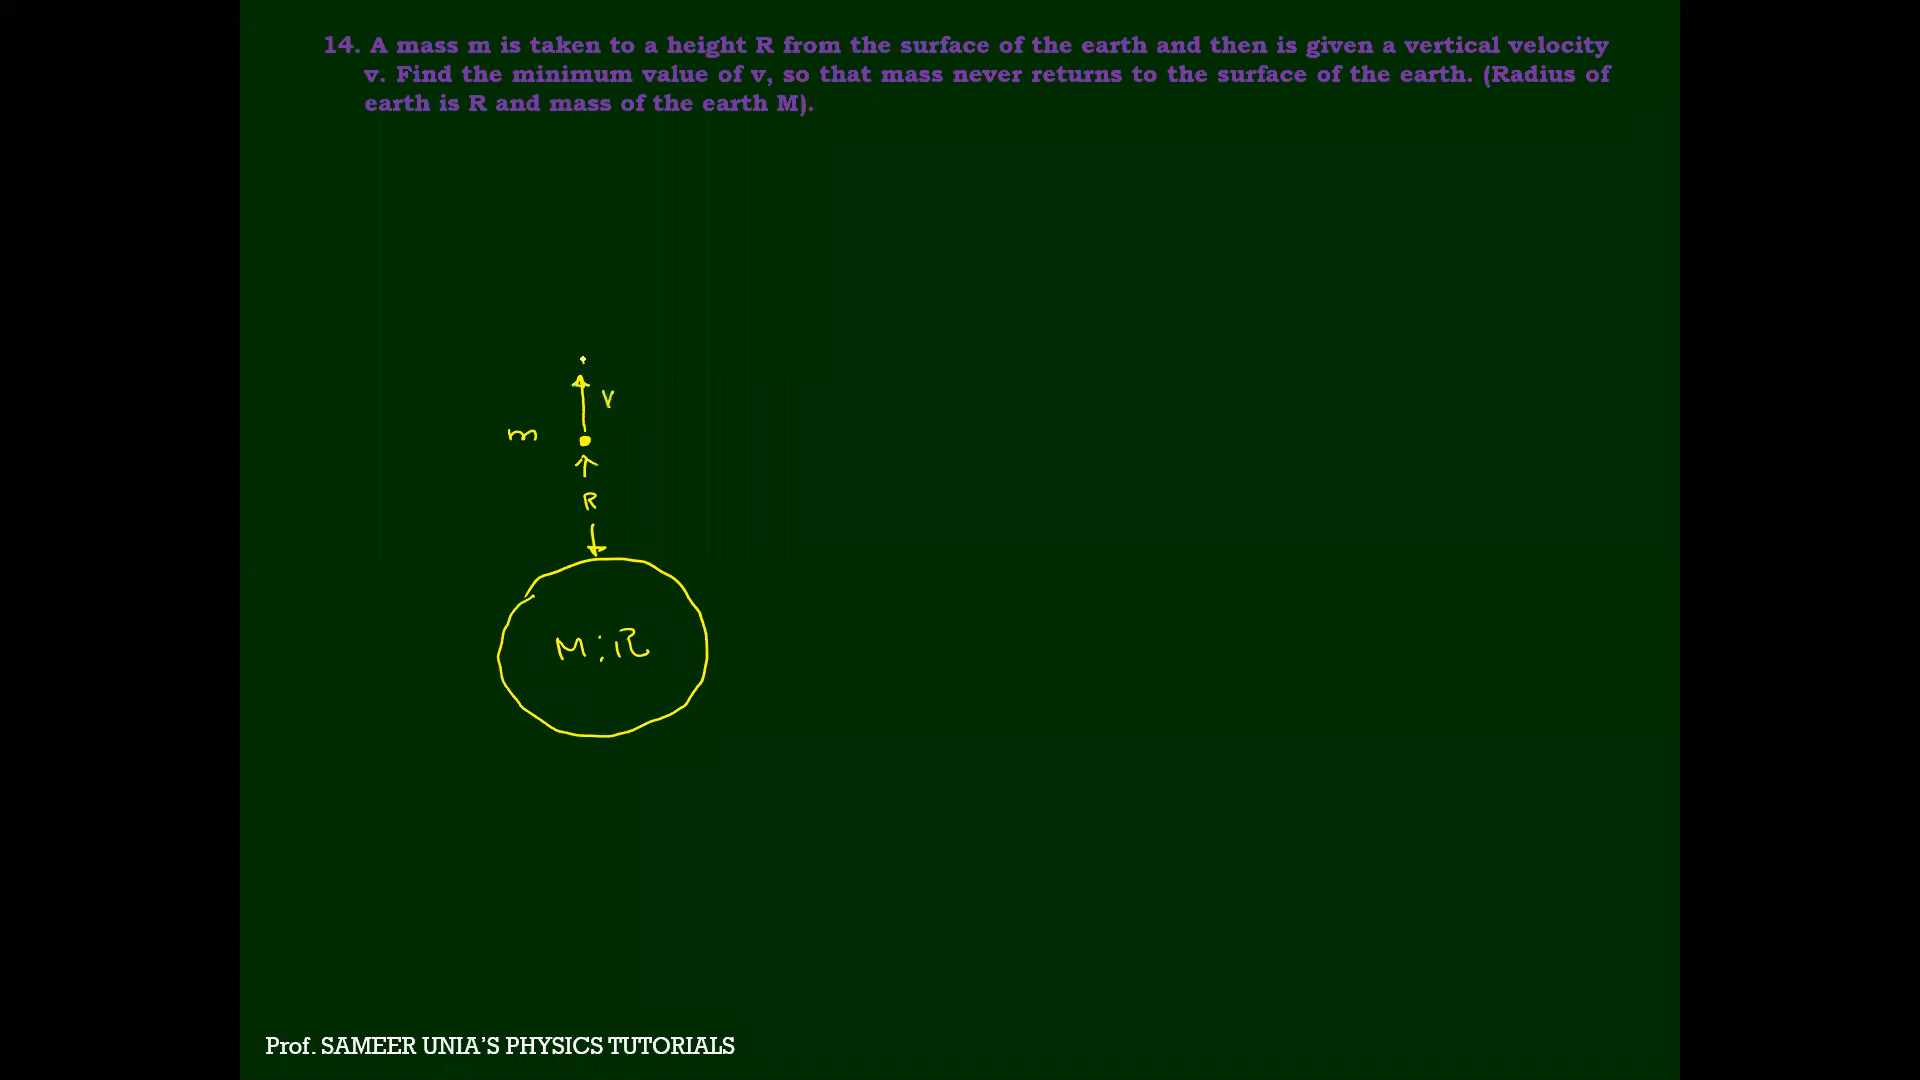 14. A mass m is taken to a height R from the surface of the earth and then is given a vertical velocity
v. Find the minimum value of v, so that mass never returns to the surface of the earth. (Radius of
earth is R and mass of the earth M).
v
m
R
M ; R
Prof. SAMEER UNIA'S PHYSICS TUTORIALS